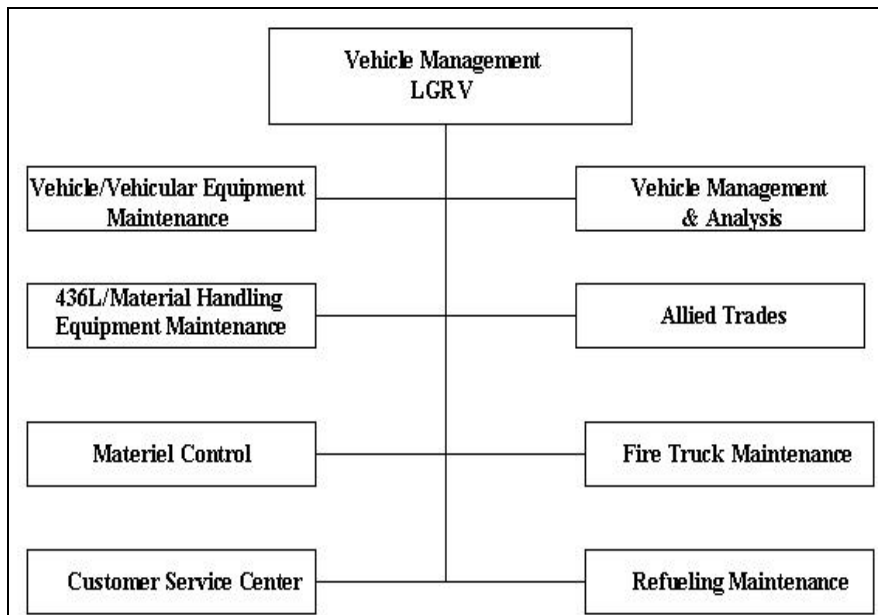 Vehicle Management
LGRV
Vehicle/Vehicular Equipment
Maintenance
Vehicle Management
& Analysis
436L/Material Handling
Equipment Maintenance
Allied Trades
Materiel Control
Fire Truck Maintenance
Customer Service Center
Refueling Maintenance